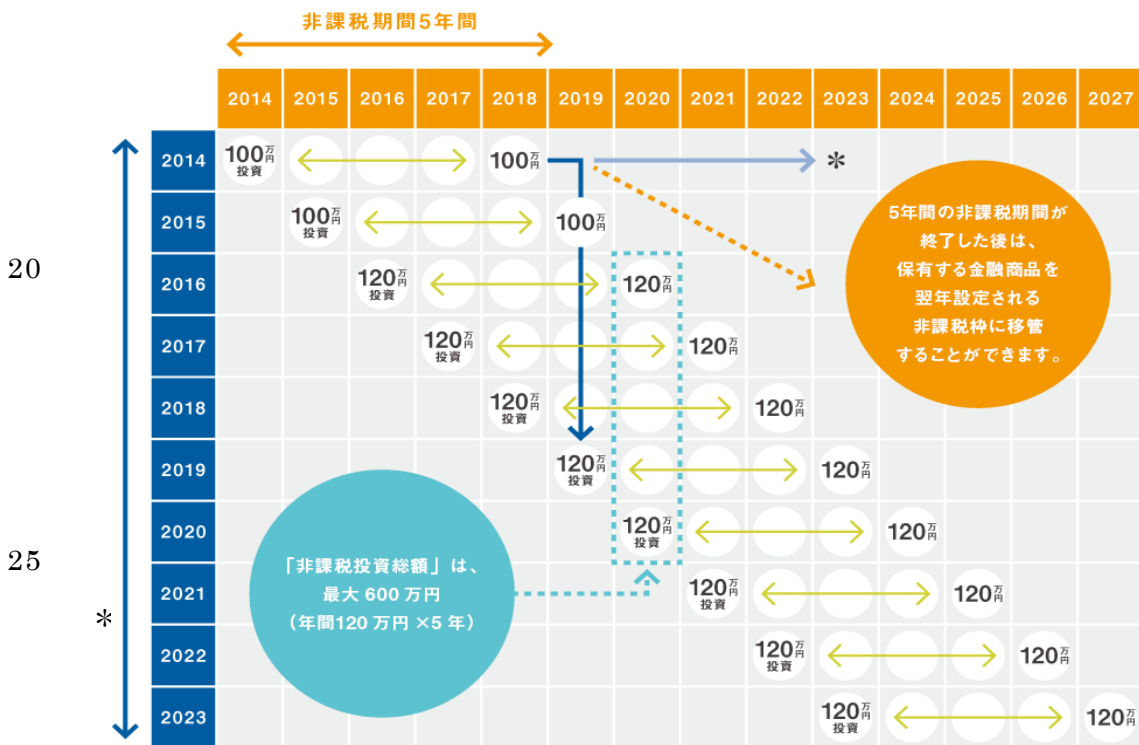 非課税期間5年間
2014 2015 2016 2017 2018 2019 2020 2021 2022 2023 2024 2025 2026 2027
2014 100万円 投資 100万円 *
2015 100万円 投資 100万円
20 2016 120万円 投資 120万円
2017 120万円 投資 120万円
2018 120万円 投資 120万円
2019 120万円 投資 120万円
2020 120万円 投資 120万円
25
2021 120万円 投資 120万円
*
2022 120万円 投資 120万円
2023 120万円 投資 120万円
5年間の非課税期間が
終了した後は、
保有する金融商品を
翌年設定される
非課税枠に移管
することができます。
「非課税投資総額」は、
最大 600 万円
（年間120 万円 ×5 年）